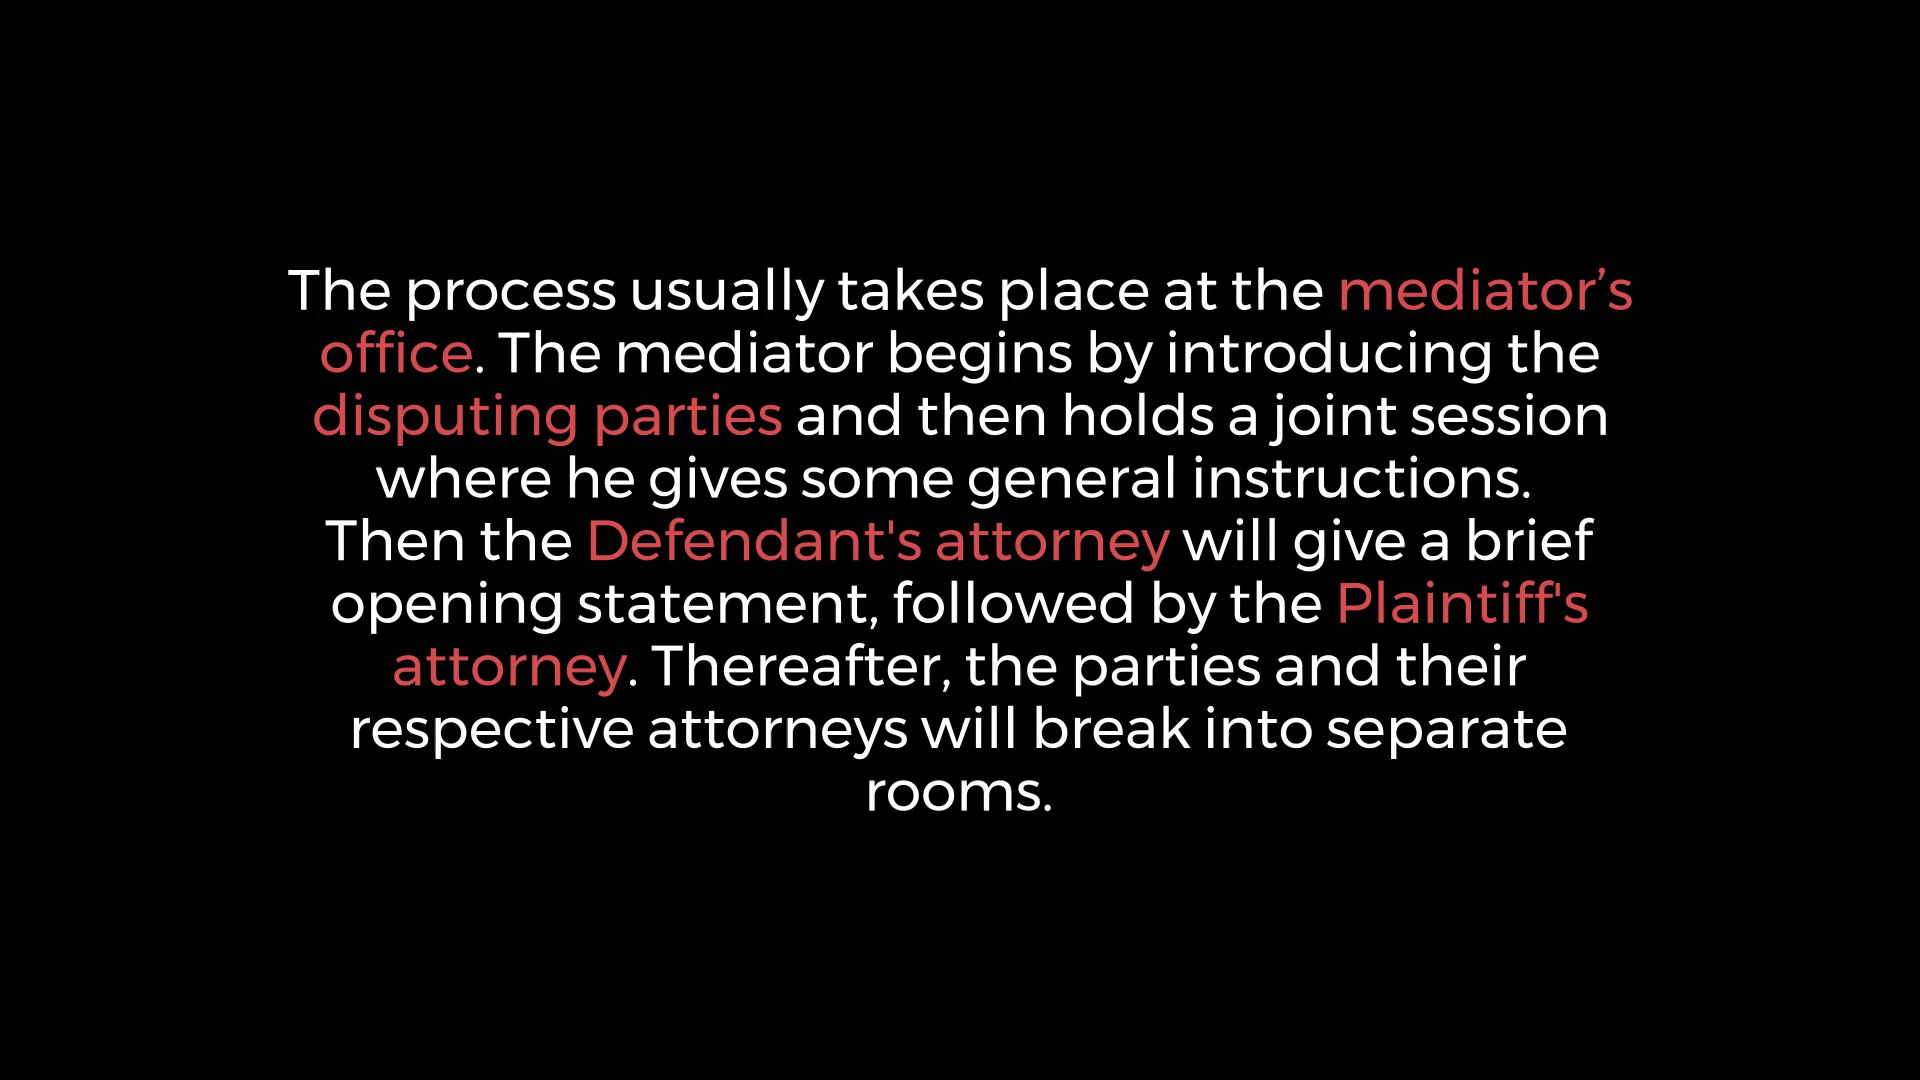 The process usually takes place at the mediator’s
office. The mediator begins by introducing the
disputing parties and then holds a joint session
where he gives some general instructions.
Then the Defendant's attorney will give a brief
opening statement, followed by the Plaintiff's
attorney. Thereafter, the parties and their
respective attorneys will break into separate
rooms.